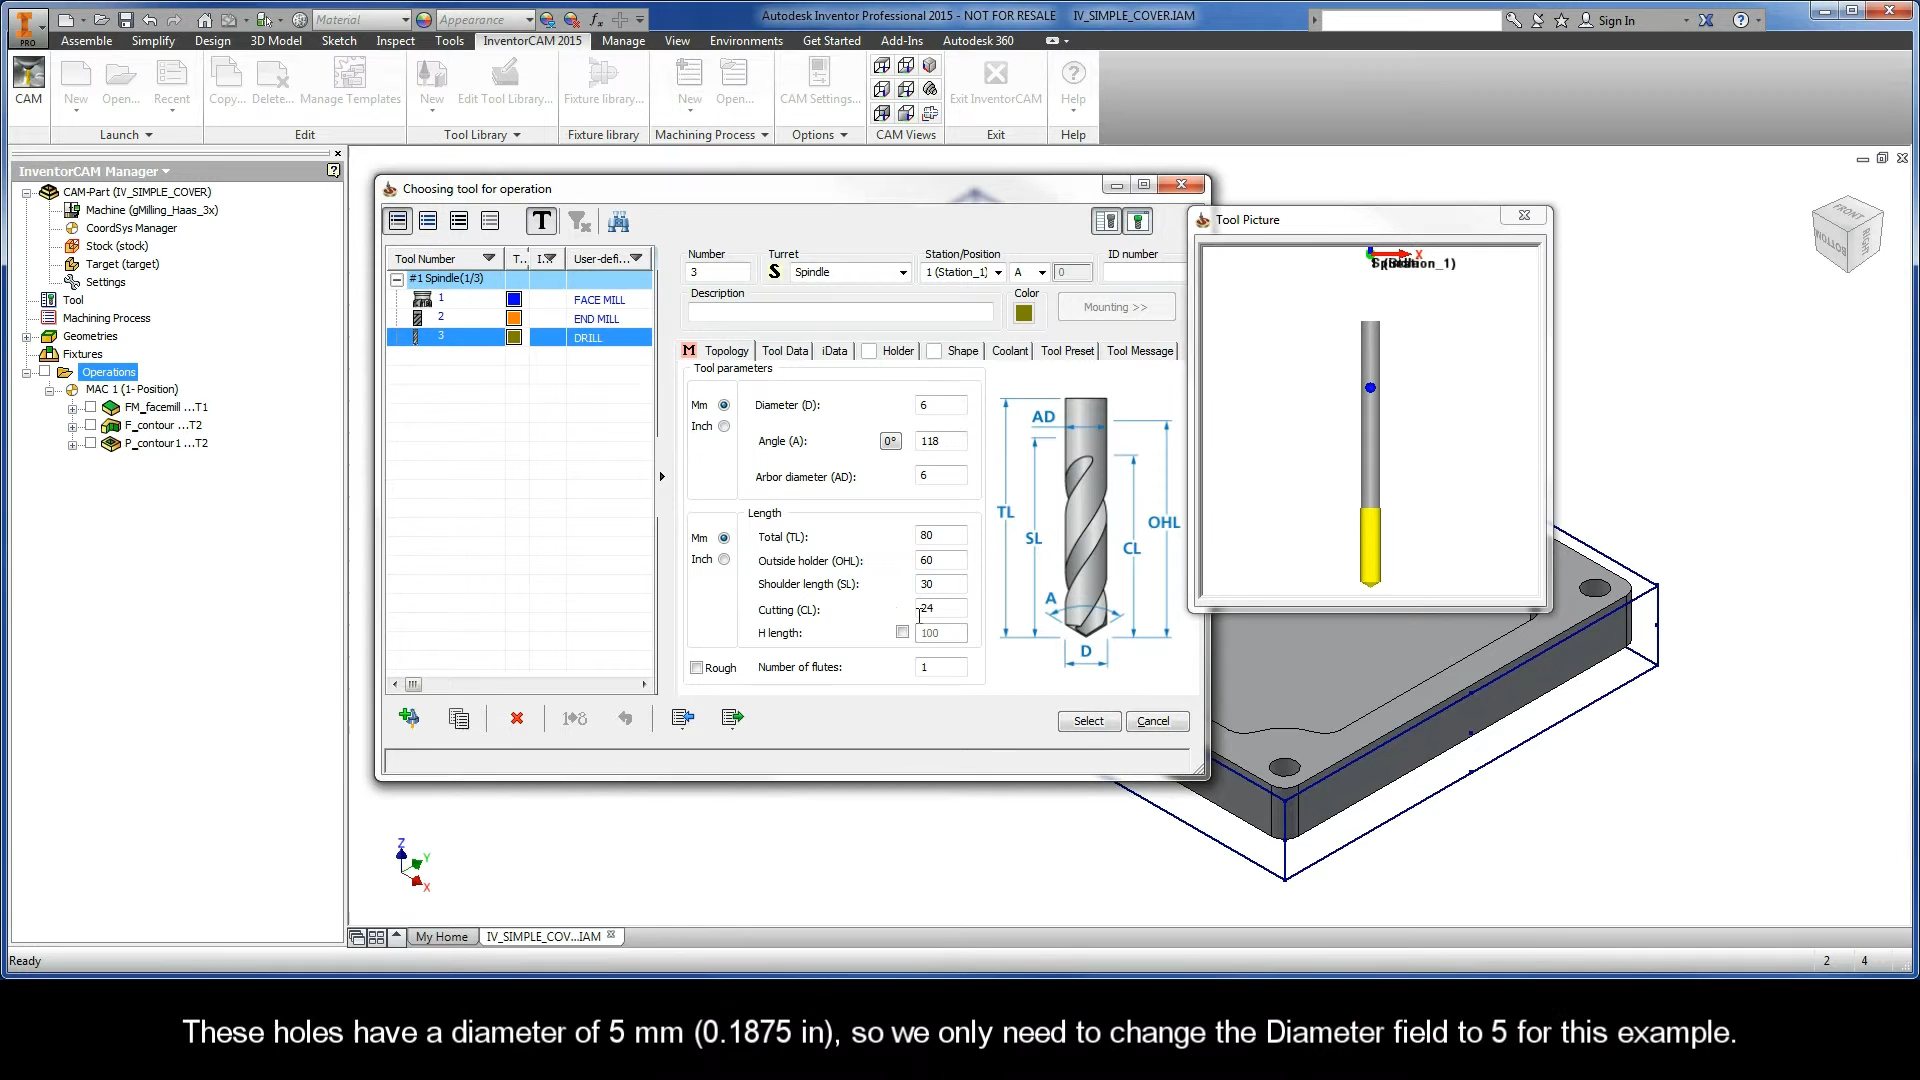 Material
Appearance
Autodesk Inventor Professional 2015 - NOT FOR RESALE IV_SIMPLE_COVER.IAM
Sign In
PRO
Assemble Simplify Design 3D Model Sketch Inspect Tools InventorCAM 2015 Manage View Environments Get Started Add-Ins Autodesk 360
CAM New Open... Recent Copy... Delete... Manage Templates New Edit Tool Library... Fixture library... New Open... CAM Settings... Exit InventorCAM Help
Launch Edit Tool Library Fixture library Machining Process Options CAM Views Exit Help
InventorCAM Manager
CAM-Part (IV_SIMPLE_COVER)
Machine (gMilling_Haas_3x)
CoordSys Manager
Stock (stock)
Target (target)
Settings
Tool
Machining Process
Geometries
Fixtures
Operations
MAC 1 (1- Position)
FM_facemill ...T1
F_contour ...T2
P_contour1 ...T2
Choosing tool for operation
T
Tool Number T.. I... User-defi...
#1 Spindle(1/3)
1 FACE MILL
2 END MILL
3 DRILL
Number Turret Station/Position ID number
3 S Spindle 1 (Station_1) A 0
Description Color
Mounting >>
M Topology Tool Data iData Holder Shape Coolant Tool Preset Tool Message
Tool parameters
Mm Diameter (D): 6
Inch
Angle (A): 0° 118
Arbor diameter (AD): 6
Length
Mm Total (TL): 80
Inch Outside holder (OHL): 60
Shoulder length (SL): 30
Cutting (CL): 24
H length: 100
Rough Number of flutes: 1
AD
TL
SL
CL
OHL
A
D
Select Cancel
Tool Picture
X
FRONT
RIGHT
BOTTOM
Z
Y
X
My Home IV_SIMPLE_COV...IAM
Ready
2 4
These holes have a diameter of 5 mm (0.1875 in), so we only need to change the Diameter field to 5 for this example.